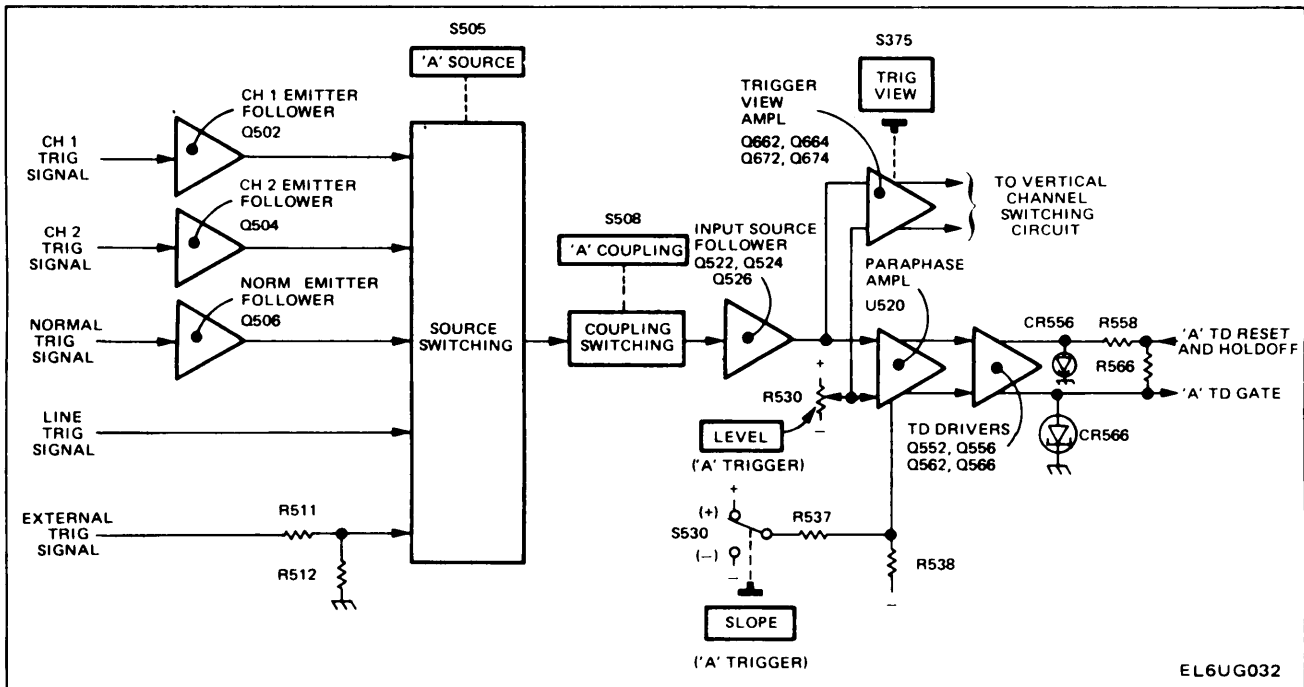 S505
'A' SOURCE
CH 1 EMITTER
FOLLOWER
Q502
CH 1
TRIG
SIGNAL
CH 2 EMITTER
FOLLOWER
Q504
CH 2
TRIG
SIGNAL
NORM EMITTER
FOLLOWER
Q506
NORMAL
TRIG
SIGNAL
LINE
TRIG
SIGNAL
EXTERNAL
TRIG
SIGNAL
R511
R512
SOURCE
SWITCHING
S508
'A' COUPLING
COUPLING
SWITCHING
INPUT SOURCE
FOLLOWER
Q522, Q524
Q526
S375
TRIG
VIEW
TRIGGER
VIEW
AMPL
Q662, Q664
Q672, Q674
TO VERTICAL
CHANNEL
SWITCHING
CIRCUIT
PARAPHASE
AMPL
U520
+
R530
−
LEVEL
('A' TRIGGER)
CR556
R558
R566
'A' TD RESET
AND HOLDOFF
'A' TD GATE
CR566
TD DRIVERS
Q552, Q556
Q562, Q566
+
(+)
S530
(−)
−
R537
R538
−
SLOPE
('A' TRIGGER)
EL6UG032